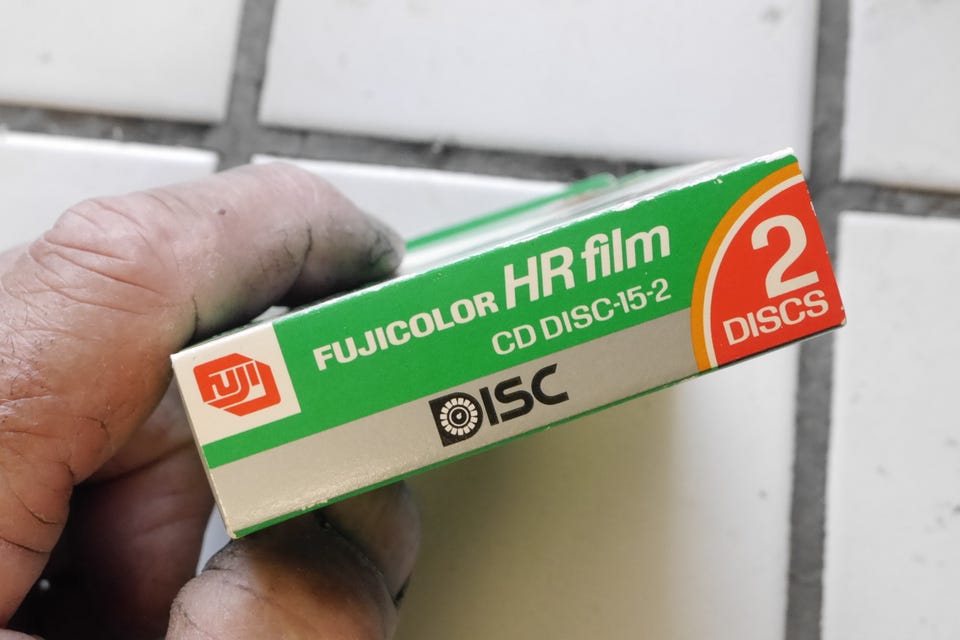 FUJI
FUJICOLOR HR film
CD DISC-15-2
DISC
2
DISCS